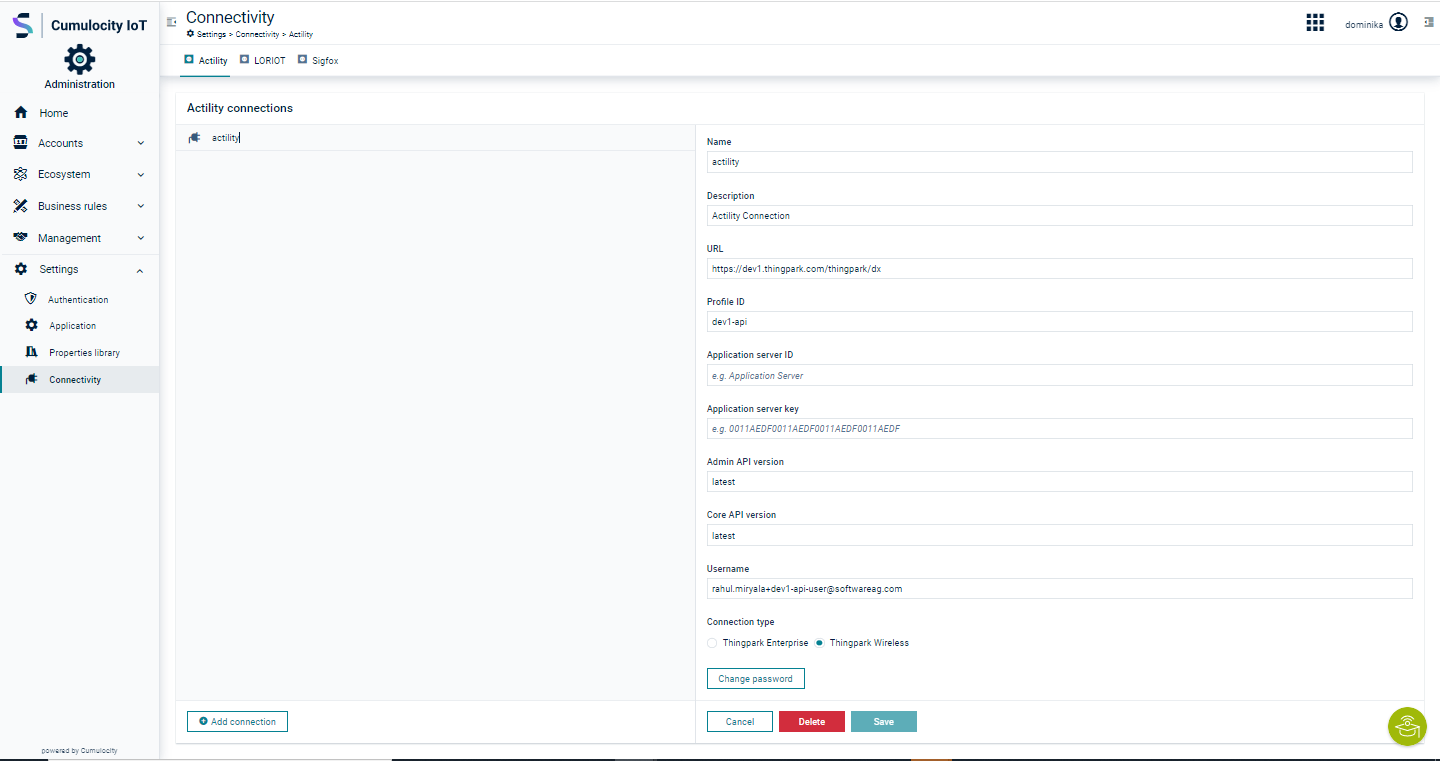 Cumulocity IoT
Administration
Home
Accounts
Ecosystem
Business rules
Management
Settings
Authentication
Application
Properties library
Connectivity
powered by Cumulocity
Connectivity
Settings > Connectivity > Actility
dominika
Actility LORIOT Sigfox
Actility connections
actility
Add connection
Name
actility
Description
Actility Connection
URL
https://dev1.thingpark.com/thingpark/dx
Profile ID
dev1-api
Application server ID
e.g. Application Server
Application server key
e.g. 0011AEDF0011AEDF0011AEDF0011AEDF
Admin API version
latest
Core API version
latest
Username
rahul.miryala+dev1-api-user@softwareag.com
Connection type
Thingpark Enterprise Thingpark Wireless
Change password
Cancel Delete Save